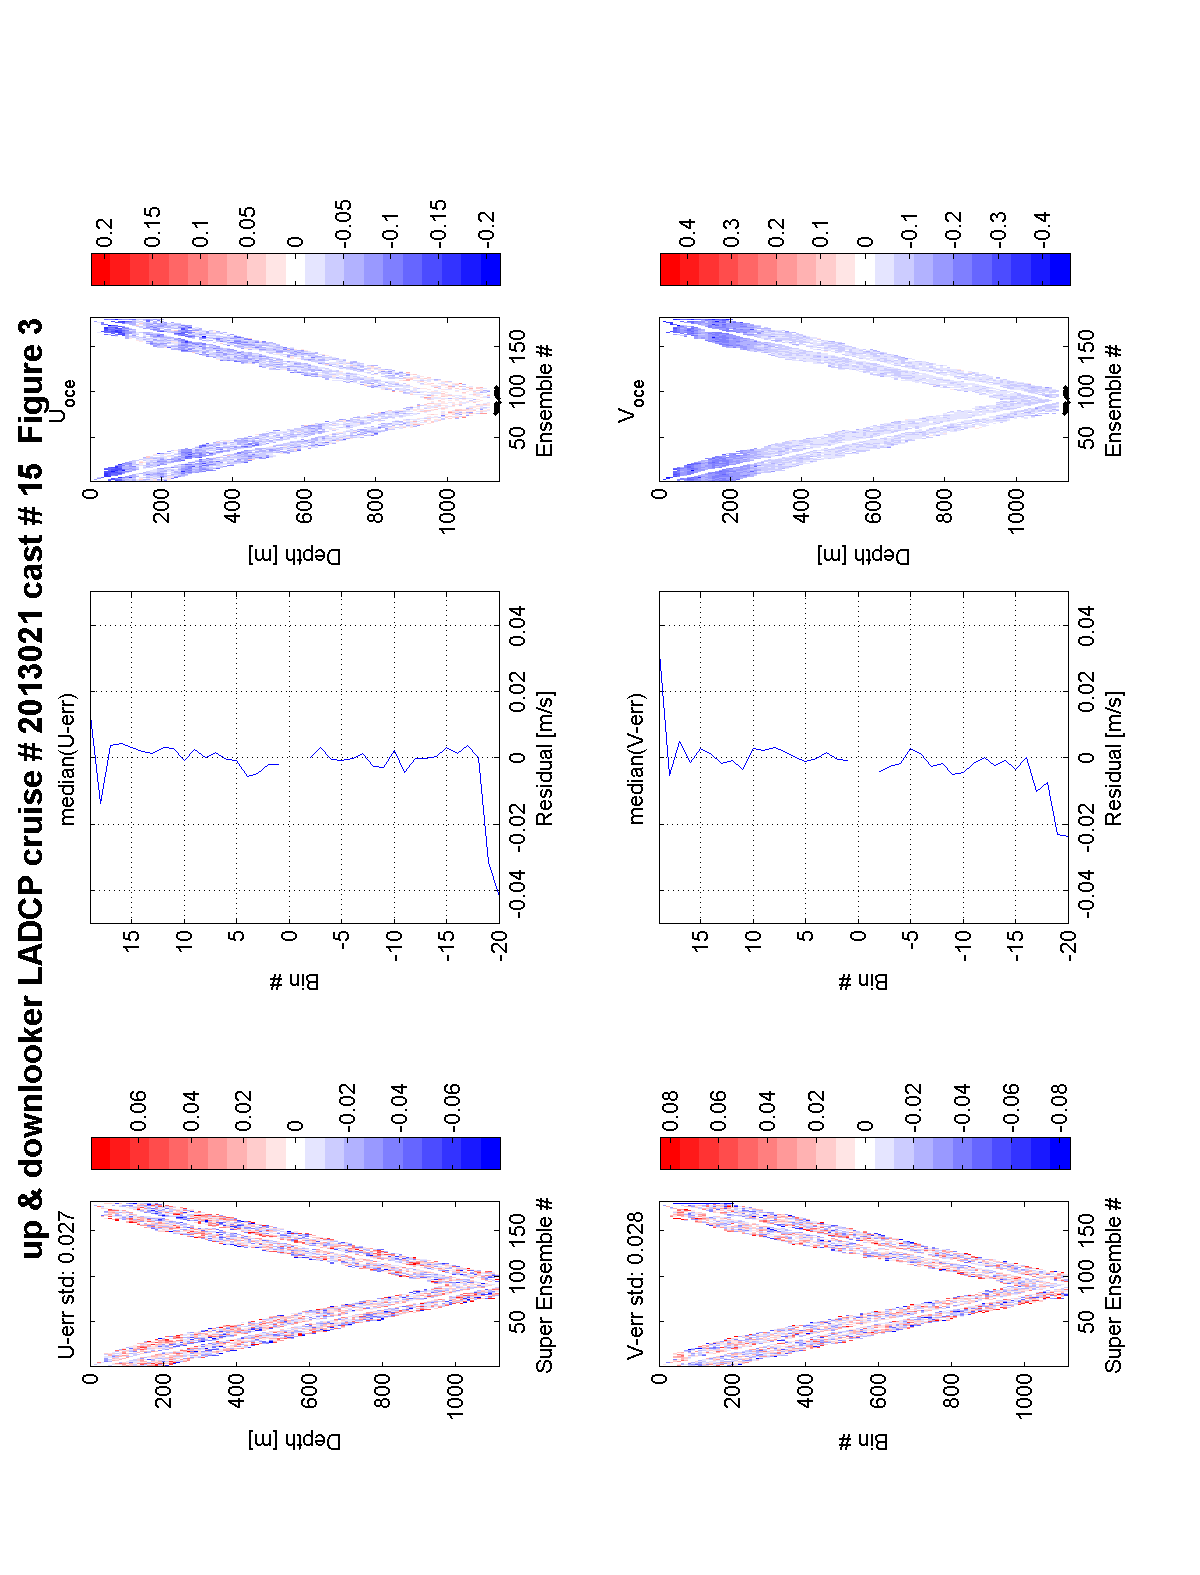 up & downlooker LADCP cruise # 2013021 cast # 15 Figure 3
U-err std: 0.027
0
200
400
600
800
1000
Depth [m]
50 100 150
Super Ensemble #
0.06
0.04
0.02
0
-0.02
-0.04
-0.06
median(U-err)
15
10
5
0
-5
-10
-15
-20
Bin #
-0.04 -0.02 0 0.02 0.04
Residual [m/s]
Uoce
0
200
400
600
800
1000
Depth [m]
50 100 150
Ensemble #
0.2
0.15
0.1
0.05
0
-0.05
-0.1
-0.15
-0.2
V-err std: 0.028
0
200
400
600
800
1000
Bin #
50 100 150
Super Ensemble #
0.08
0.06
0.04
0.02
0
-0.02
-0.04
-0.06
-0.08
median(V-err)
15
10
5
0
-5
-10
-15
-20
Bin #
-0.04 -0.02 0 0.02 0.04
Residual [m/s]
Voce
0
200
400
600
800
1000
Depth [m]
50 100 150
Ensemble #
0.4
0.3
0.2
0.1
0
-0.1
-0.2
-0.3
-0.4